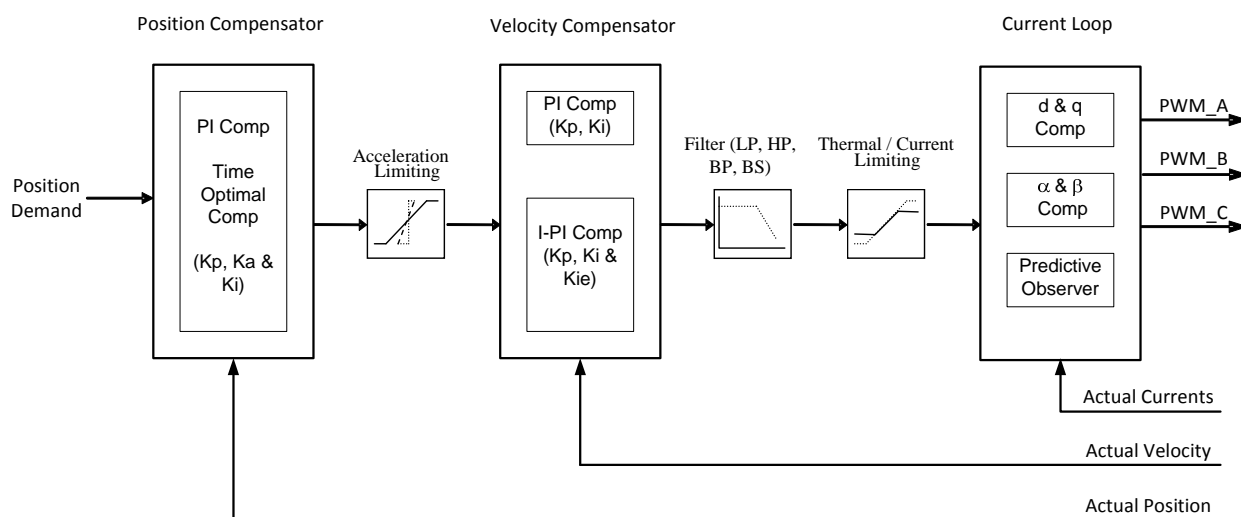 Position Compensator
Velocity Compensator
Current Loop
Position
Demand
PI Comp
Time
Optimal
Comp
(Kp, Ka &
Ki)
Acceleration
Limiting
PI Comp
(Kp, Ki)
I-PI Comp
(Kp, Ki &
Kie)
Filter (LP, HP,
BP, BS)
Thermal / Current
Limiting
d & q
Comp
α & β
Comp
Predictive
Observer
PWM_A
PWM_B
PWM_C
Actual Currents
Actual Velocity
Actual Position